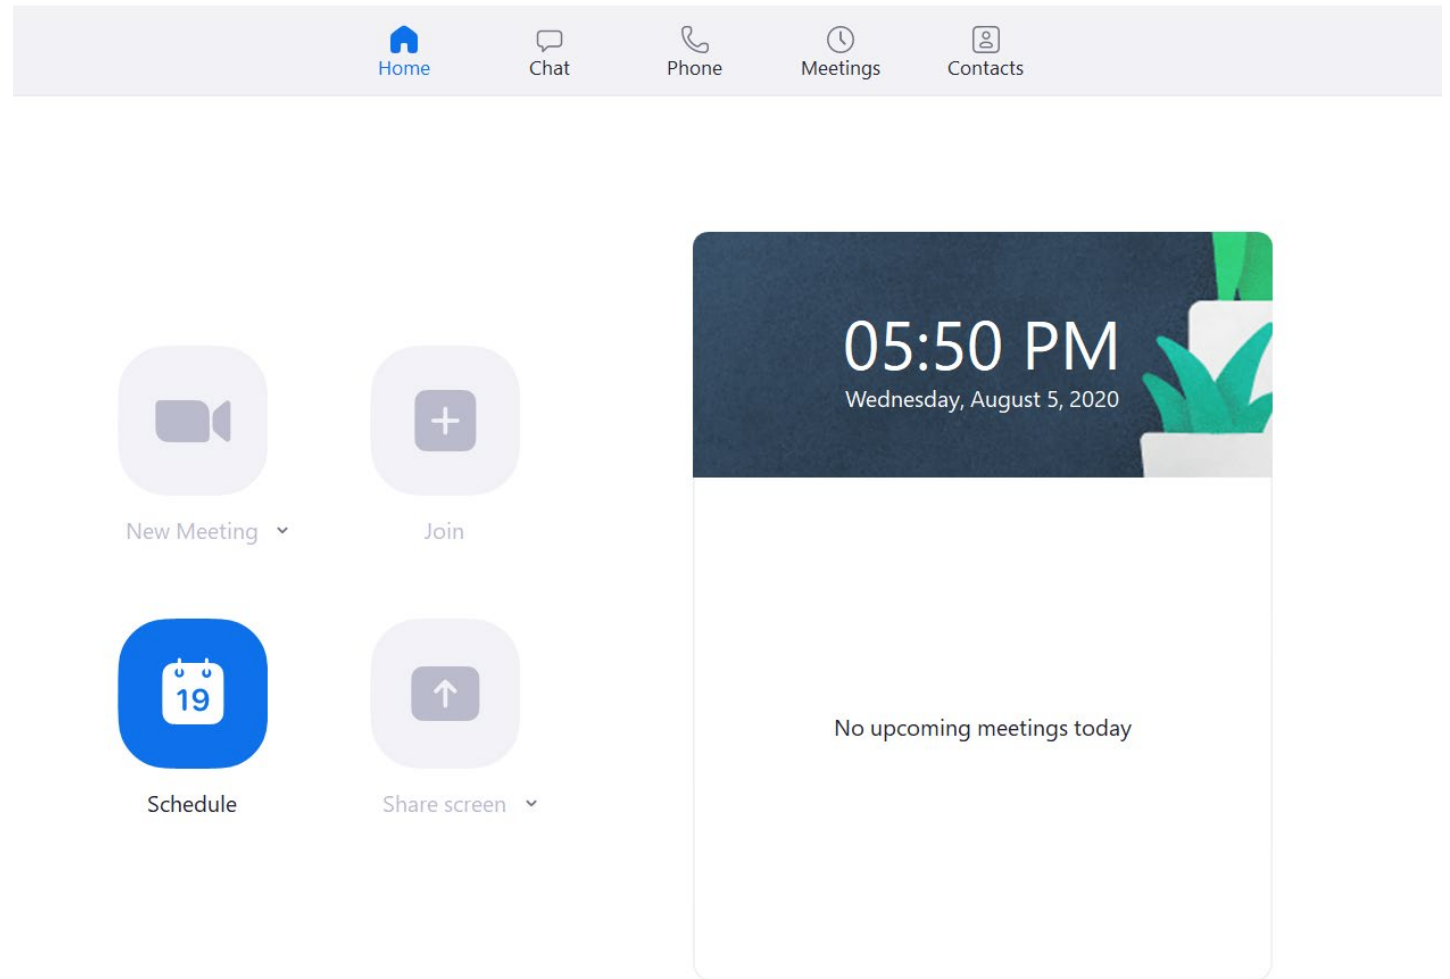 Home
Chat
Phone
Meetings
Contacts
05:50 PM
Wednesday, August 5, 2020
New Meeting
Join
19
Schedule
Share screen
No upcoming meetings today